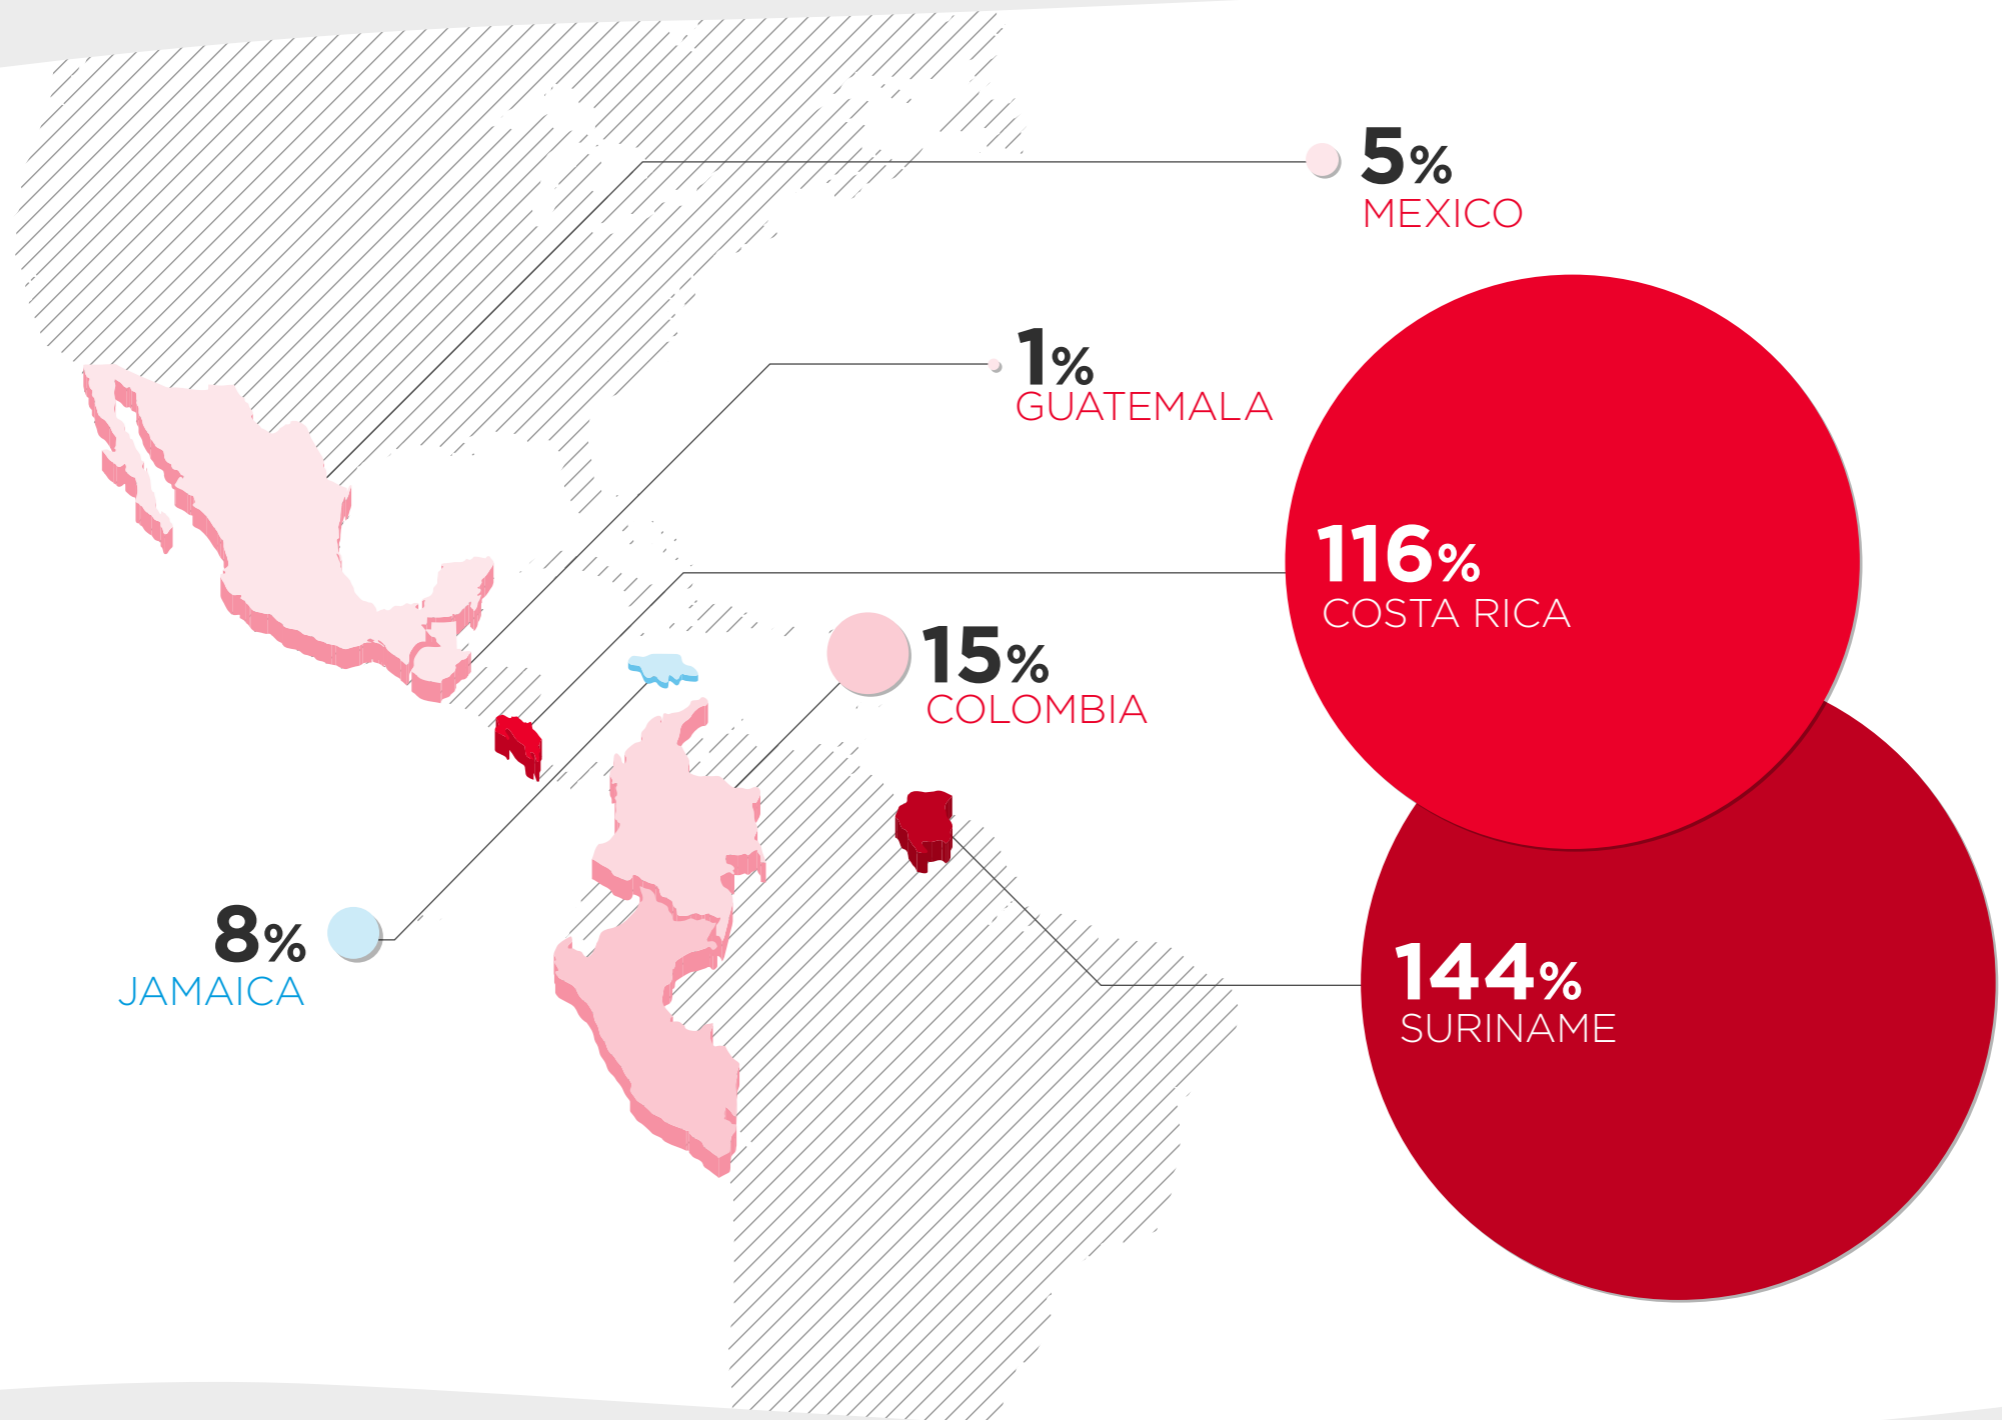 5%
MEXICO
1%
GUATEMALA
116%
COSTA RICA
15%
COLOMBIA
8%
JAMAICA
144%
SURINAME